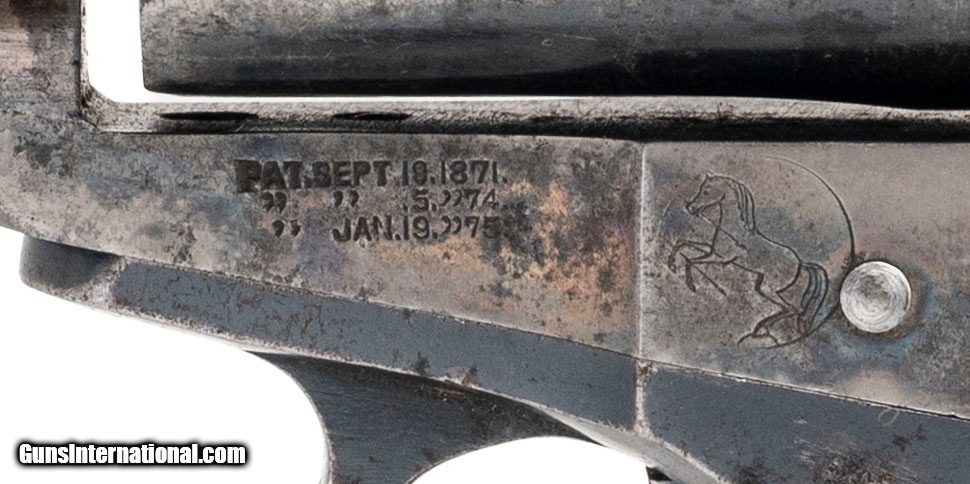 PAT. SEPT. 19. 1871.
" " 5. "74.
" JAN. 19. "75.
GunsInternational.com